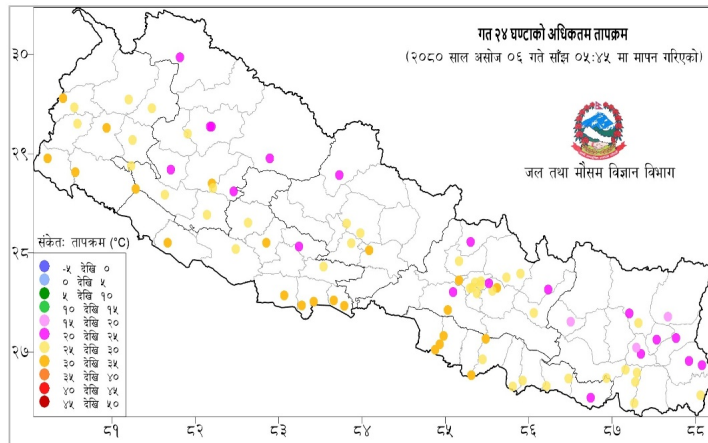 गत २४ घण्टाको अधिकतम तापक्रम
(२०८० साल असोज ०६ गते साँझ ०५:४५ मा मापन गरिएको)
जल तथा मौसम विज्ञान विभाग
३०
२९
२८
२७
संकेतः तापक्रम (°C)
-५ देखि ०
० देखि ५
५ देखि १०
१० देखि १५
१५ देखि २०
२० देखि २५
२५ देखि ३०
३० देखि ३५
३५ देखि ४०
४० देखि ४५
४५ देखि ५०
८१ ८२ ८३ ८४ ८५ ८६ ८७ ८८